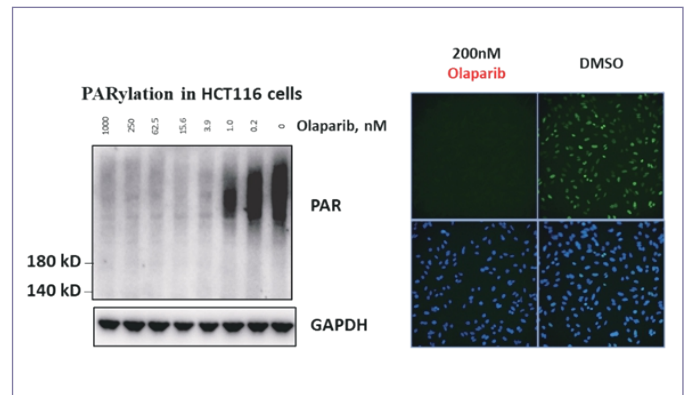 PARylation in HCT116 cells
1000 250 62.5 15.6 3.9 1.0 0.2 0 Olaparib, nM
PAR
180 kD
140 kD
GAPDH
200nM
Olaparib
DMSO